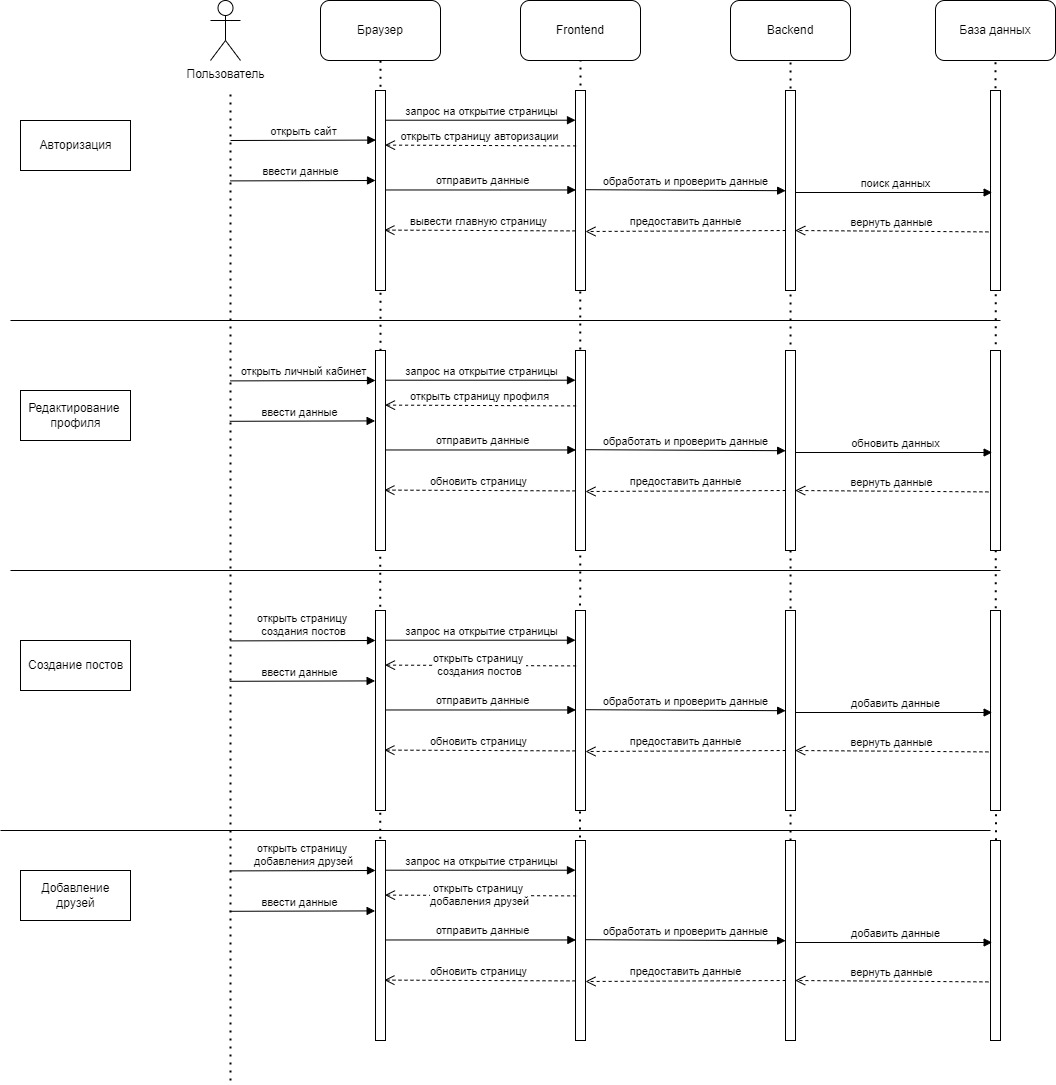 Браузер
Frontend
Backend
База данных
Пользователь
Авторизация
запрос на открытие страницы
открыть сайт
открыть страницу авторизации
ввести данные
отправить данные
обработать и проверить данные
поиск данных
вывести главную страницу
предоставить данные
вернуть данные
Редактирование
профиля
открыть личный кабинет
запрос на открытие страницы
открыть страницу профиля
ввести данные
отправить данные
обработать и проверить данные
обновить данных
обновить страницу
предоставить данные
вернуть данные
Создание постов
открыть страницу
создания постов
запрос на открытие страницы
открыть страницу
создания постов
ввести данные
отправить данные
обработать и проверить данные
добавить данные
обновить страницу
предоставить данные
вернуть данные
Добавление
друзей
открыть страницу
добавления друзей
запрос на открытие страницы
открыть страницу
добавления друзей
ввести данные
отправить данные
обработать и проверить данные
добавить данные
обновить страницу
предоставить данные
вернуть данные